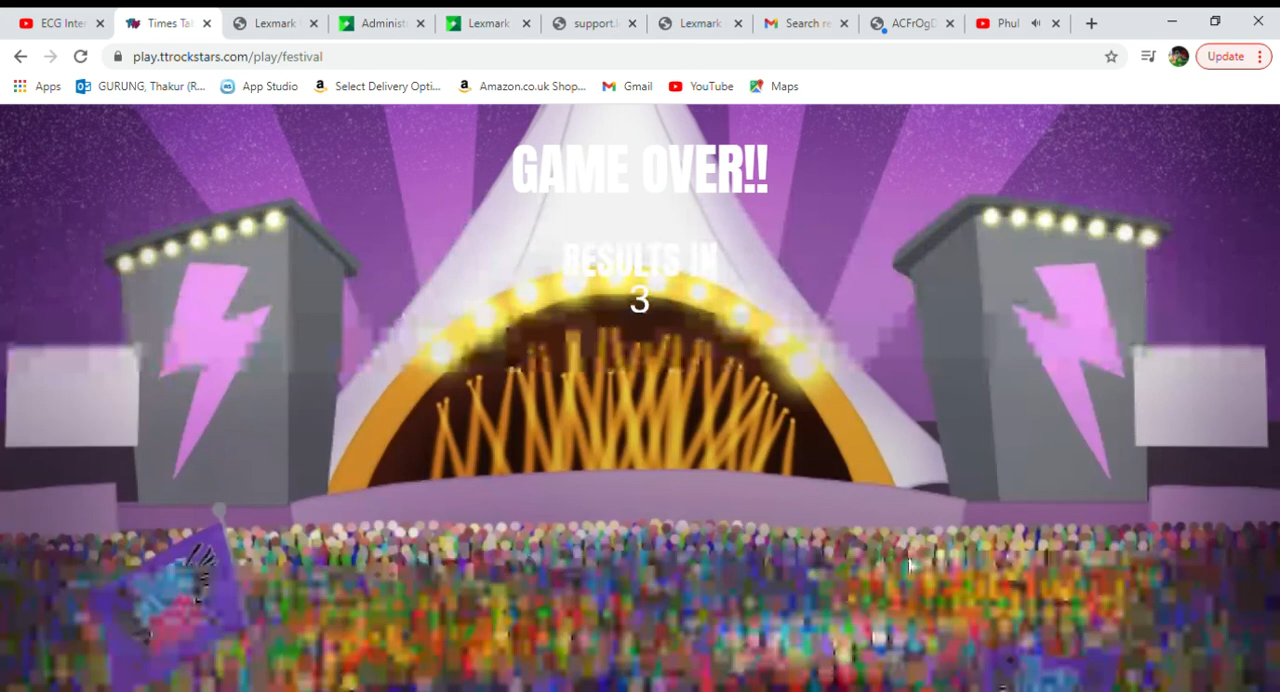 ECG Inter
Times Ta
Lexmark
Administ
Lexmark
support.
Lexmark
Search re
ACFrOgD
Phul
play.ttrockstars.com/play/festival
Update
Apps
GURUNG, Thakur (R...
App Studio
Select Delivery Opti...
Amazon.co.uk Shop...
Gmail
YouTube
Maps
GAME OVER!!
RESULTS IN
3